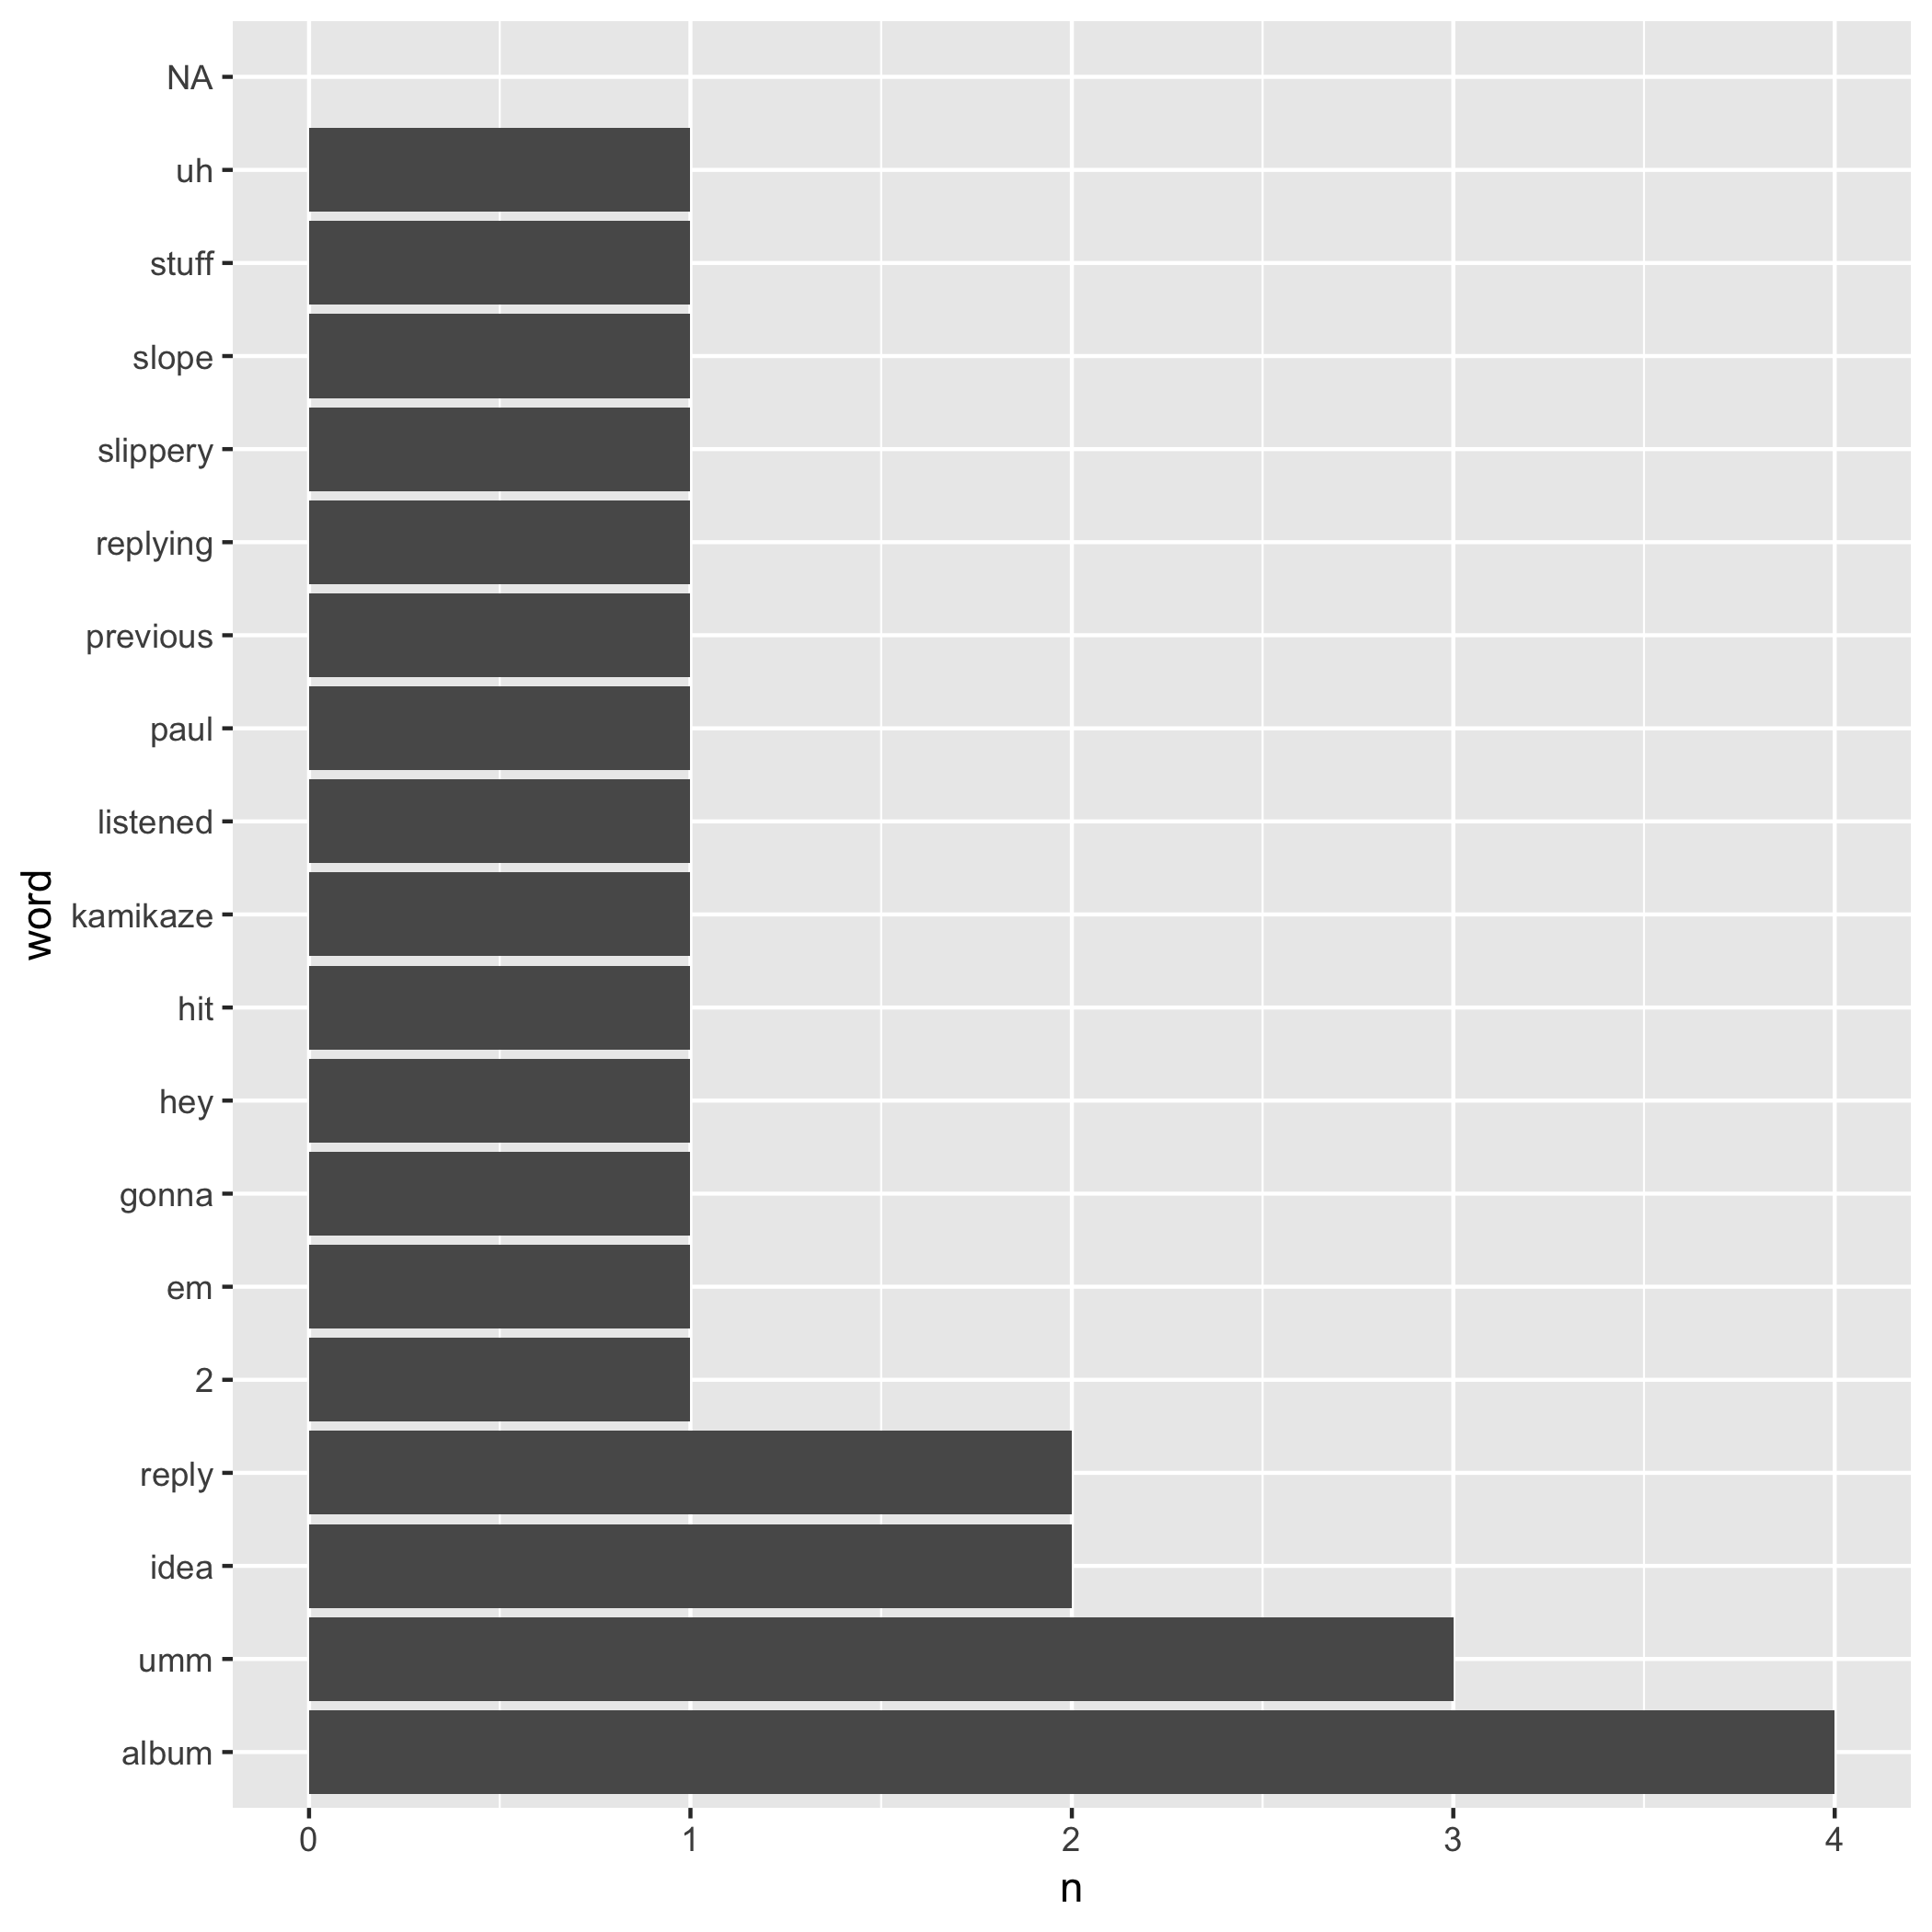 NA
uh
stuff
slope
slippery
replying
previous
paul
listened
kamikaze
hit
hey
gonna
em
2
reply
idea
umm
album
word
0 1 2 3 4
n